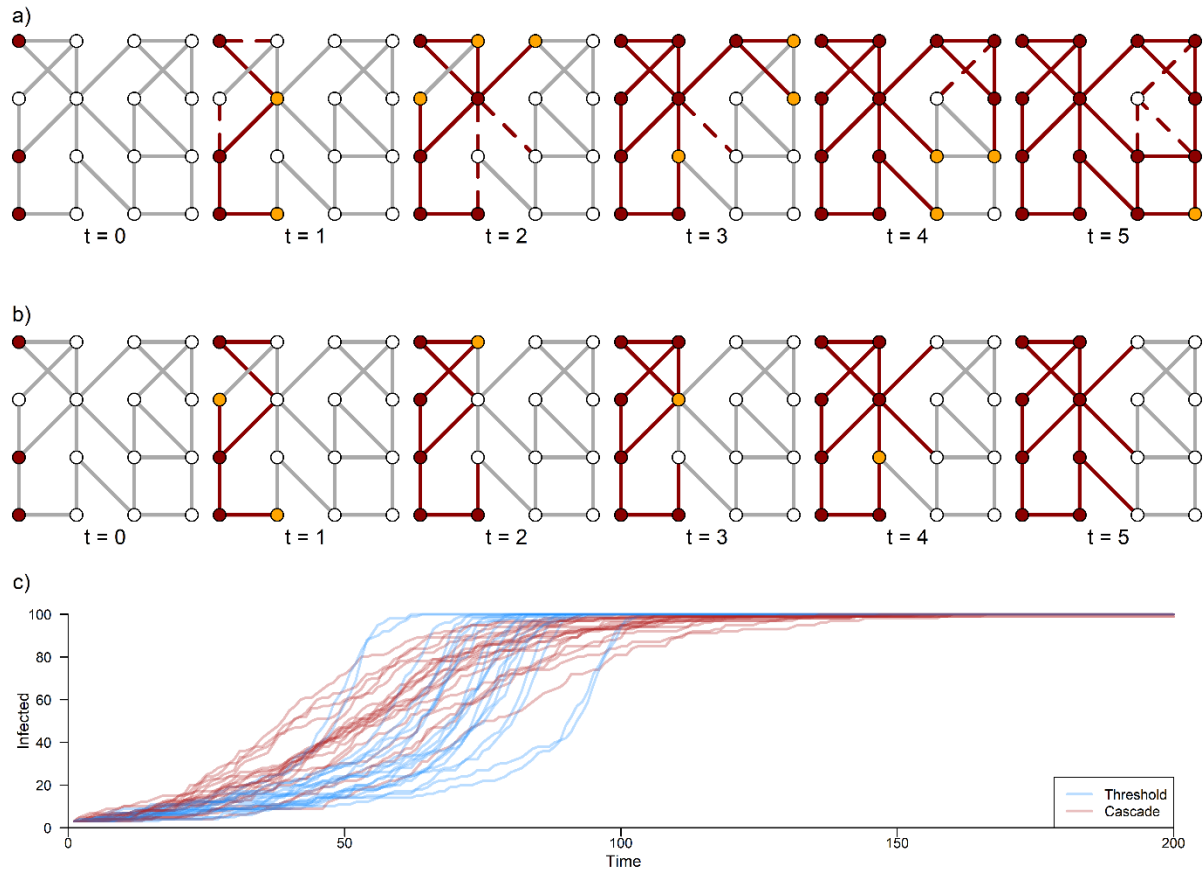 a)
t = 0 t = 1 t = 2 t = 3 t = 4 t = 5
b)
t = 0 t = 1 t = 2 t = 3 t = 4 t = 5
c)
100
80
60
40
20
0
Infected
Threshold
Cascade
0 50 100 150 200
Time